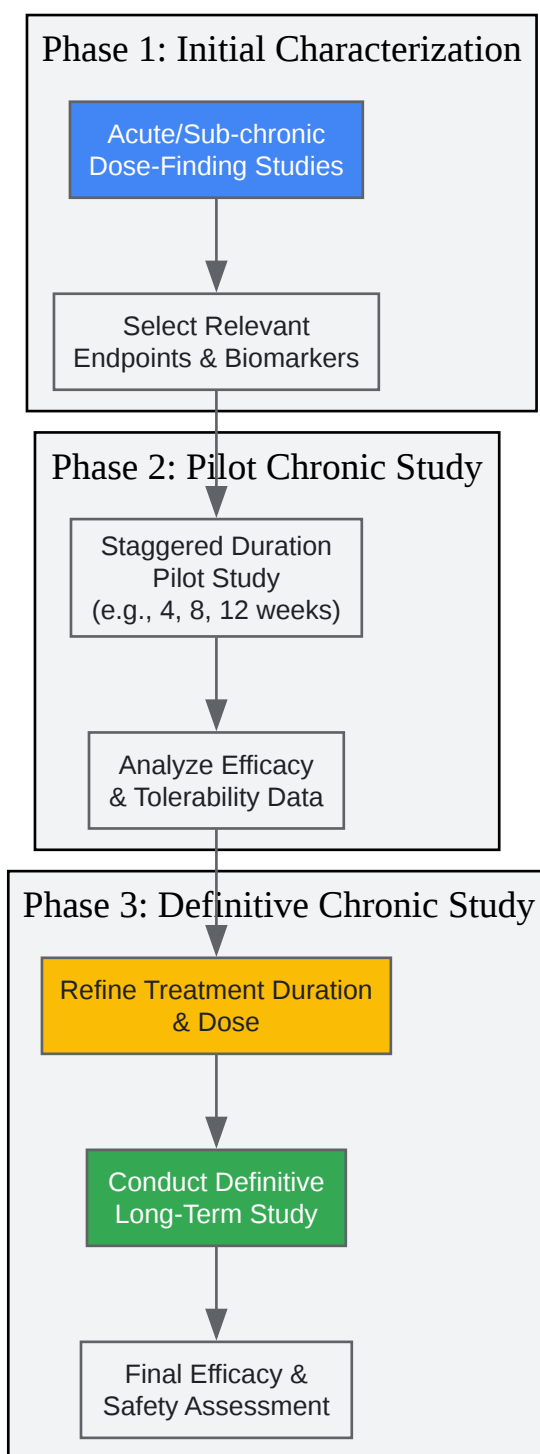 Phase 1: Initial Characterization
Acute/Sub-chronic
Dose-Finding Studies
Select Relevant
Endpoints & Biomarkers
Phase 2: Pilot Chronic Study
Staggered Duration
Pilot Study
(e.g., 4, 8, 12 weeks)
Analyze Efficacy
& Tolerability Data
Phase 3: Definitive Chronic Study
Refine Treatment Duration
& Dose
Conduct Definitive
Long-Term Study
Final Efficacy &
Safety Assessment